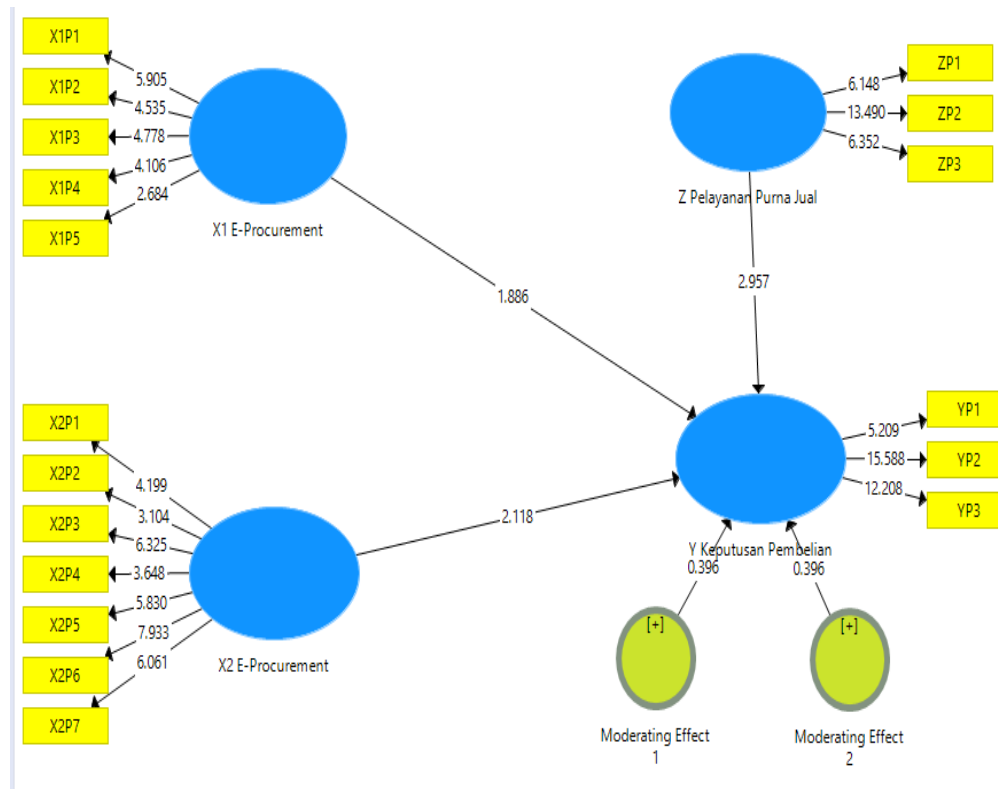 X1P1
X1P2
X1P3
X1P4
X1P5
5.905
4.535
4.778
4.106
2.684
X1 E-Procurement
ZP1
ZP2
ZP3
6.148
13.490
6.352
Z Pelayanan Purna Jual
1.886
2.957
X2P1
X2P2
X2P3
X2P4
X2P5
X2P6
X2P7
4.199
3.104
6.325
3.648
5.830
7.933
6.061
X2 E-Procurement
2.118
YP1
YP2
YP3
5.209
15.588
12.208
Y Keputusan Pembelian
0.396
0.396
[+]
[+]
Moderating Effect
1
Moderating Effect
2